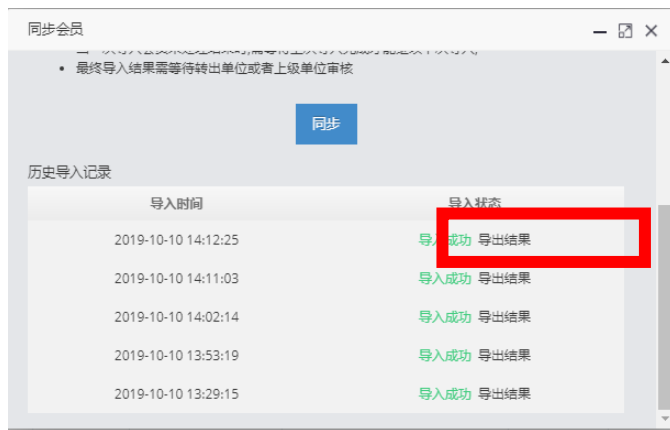 同步会员
• 最终导入结果需等待转出单位或者上级单位审核
同步
历史导入记录
导入时间 导入状态
2019-10-10 14:12:25 导入成功 导出结果
2019-10-10 14:11:03 导入成功 导出结果
2019-10-10 14:02:14 导入成功 导出结果
2019-10-10 13:53:19 导入成功 导出结果
2019-10-10 13:29:15 导入成功 导出结果